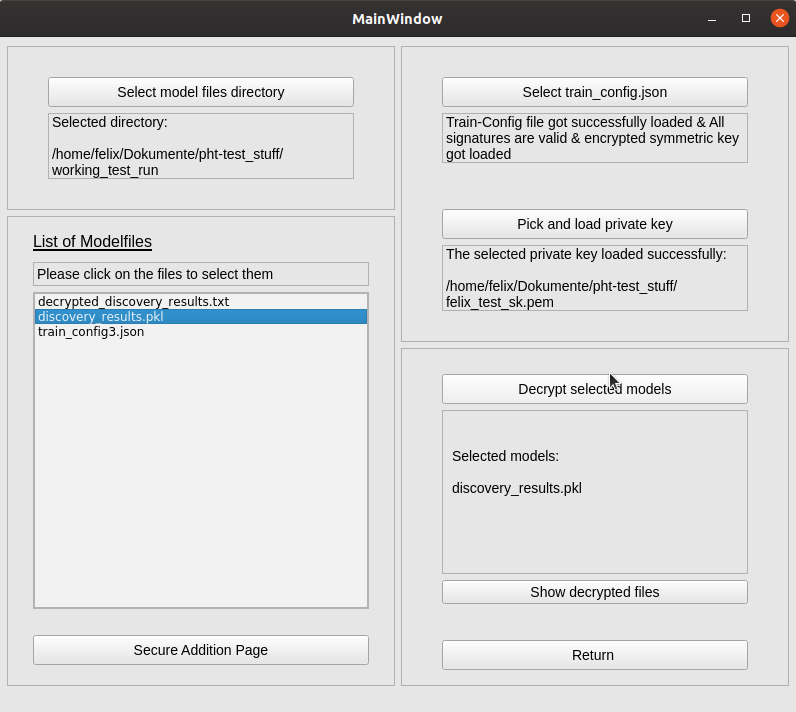 MainWindow
Select model files directory
Selected directory:
/home/felix/Dokumente/pht-test_stuff/
working_test_run
List of Modelfiles
Please click on the files to select them
decrypted_discovery_results.txt
discovery_results.pkl
train_config3.json
Secure Addition Page
Select train_config.json
Train-Config file got successfully loaded & All
signatures are valid & encrypted symmetric key
got loaded
Pick and load private key
The selected private key loaded successfully:
/home/felix/Dokumente/pht-test_stuff/
felix_test_sk.pem
Decrypt selected models
Selected models:
discovery_results.pkl
Show decrypted files
Return